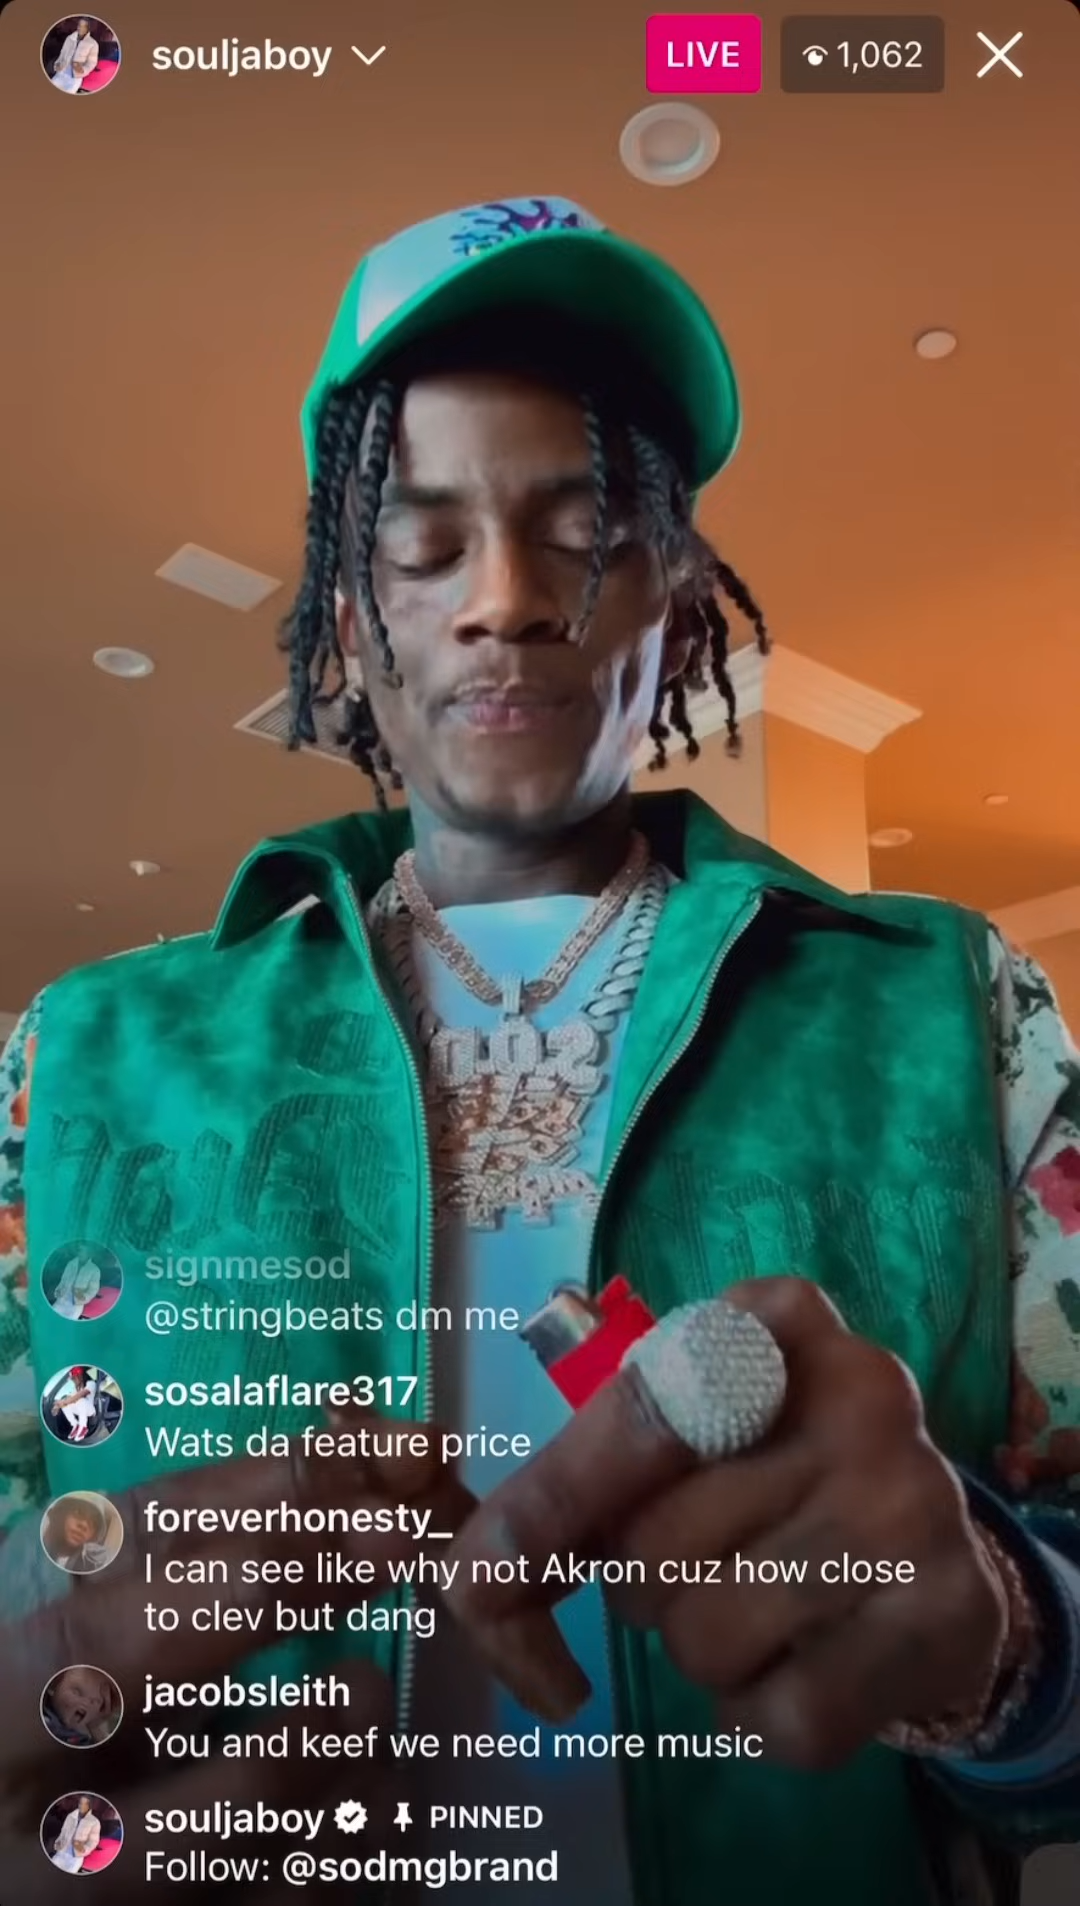 souljaboy
LIVE
1,062
signmesod
@stringbeats dm me
sosalaflare317
Wats da feature price
foreverhonesty_
I can see like why not Akron cuz how close
to clev but dang
jacobsleith
You and keef we need more music
souljaboy PINNED
Follow: @sodmgbrand